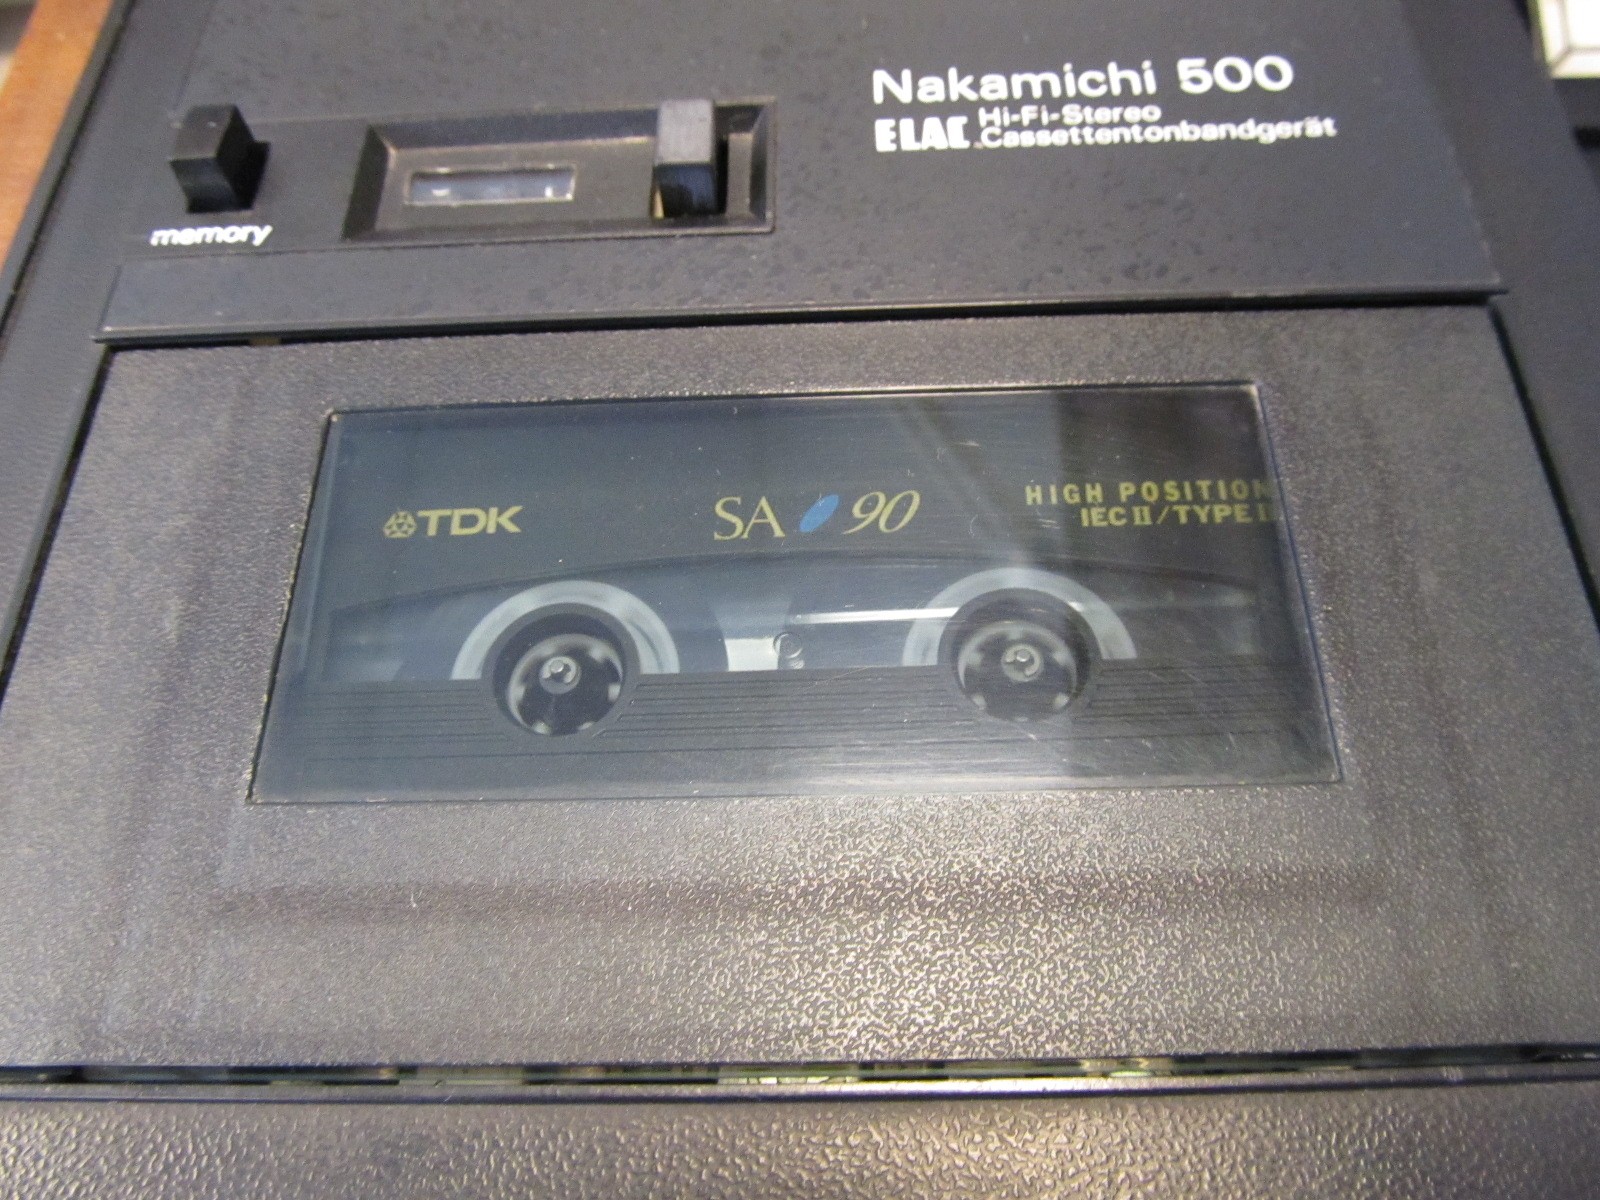 Nakamichi 500
ELAC Hi-Fi-Stereo
Cassettentonbandgerät
memory
TDK
SA 90
HIGH POSITION
IEC II/TYPE II